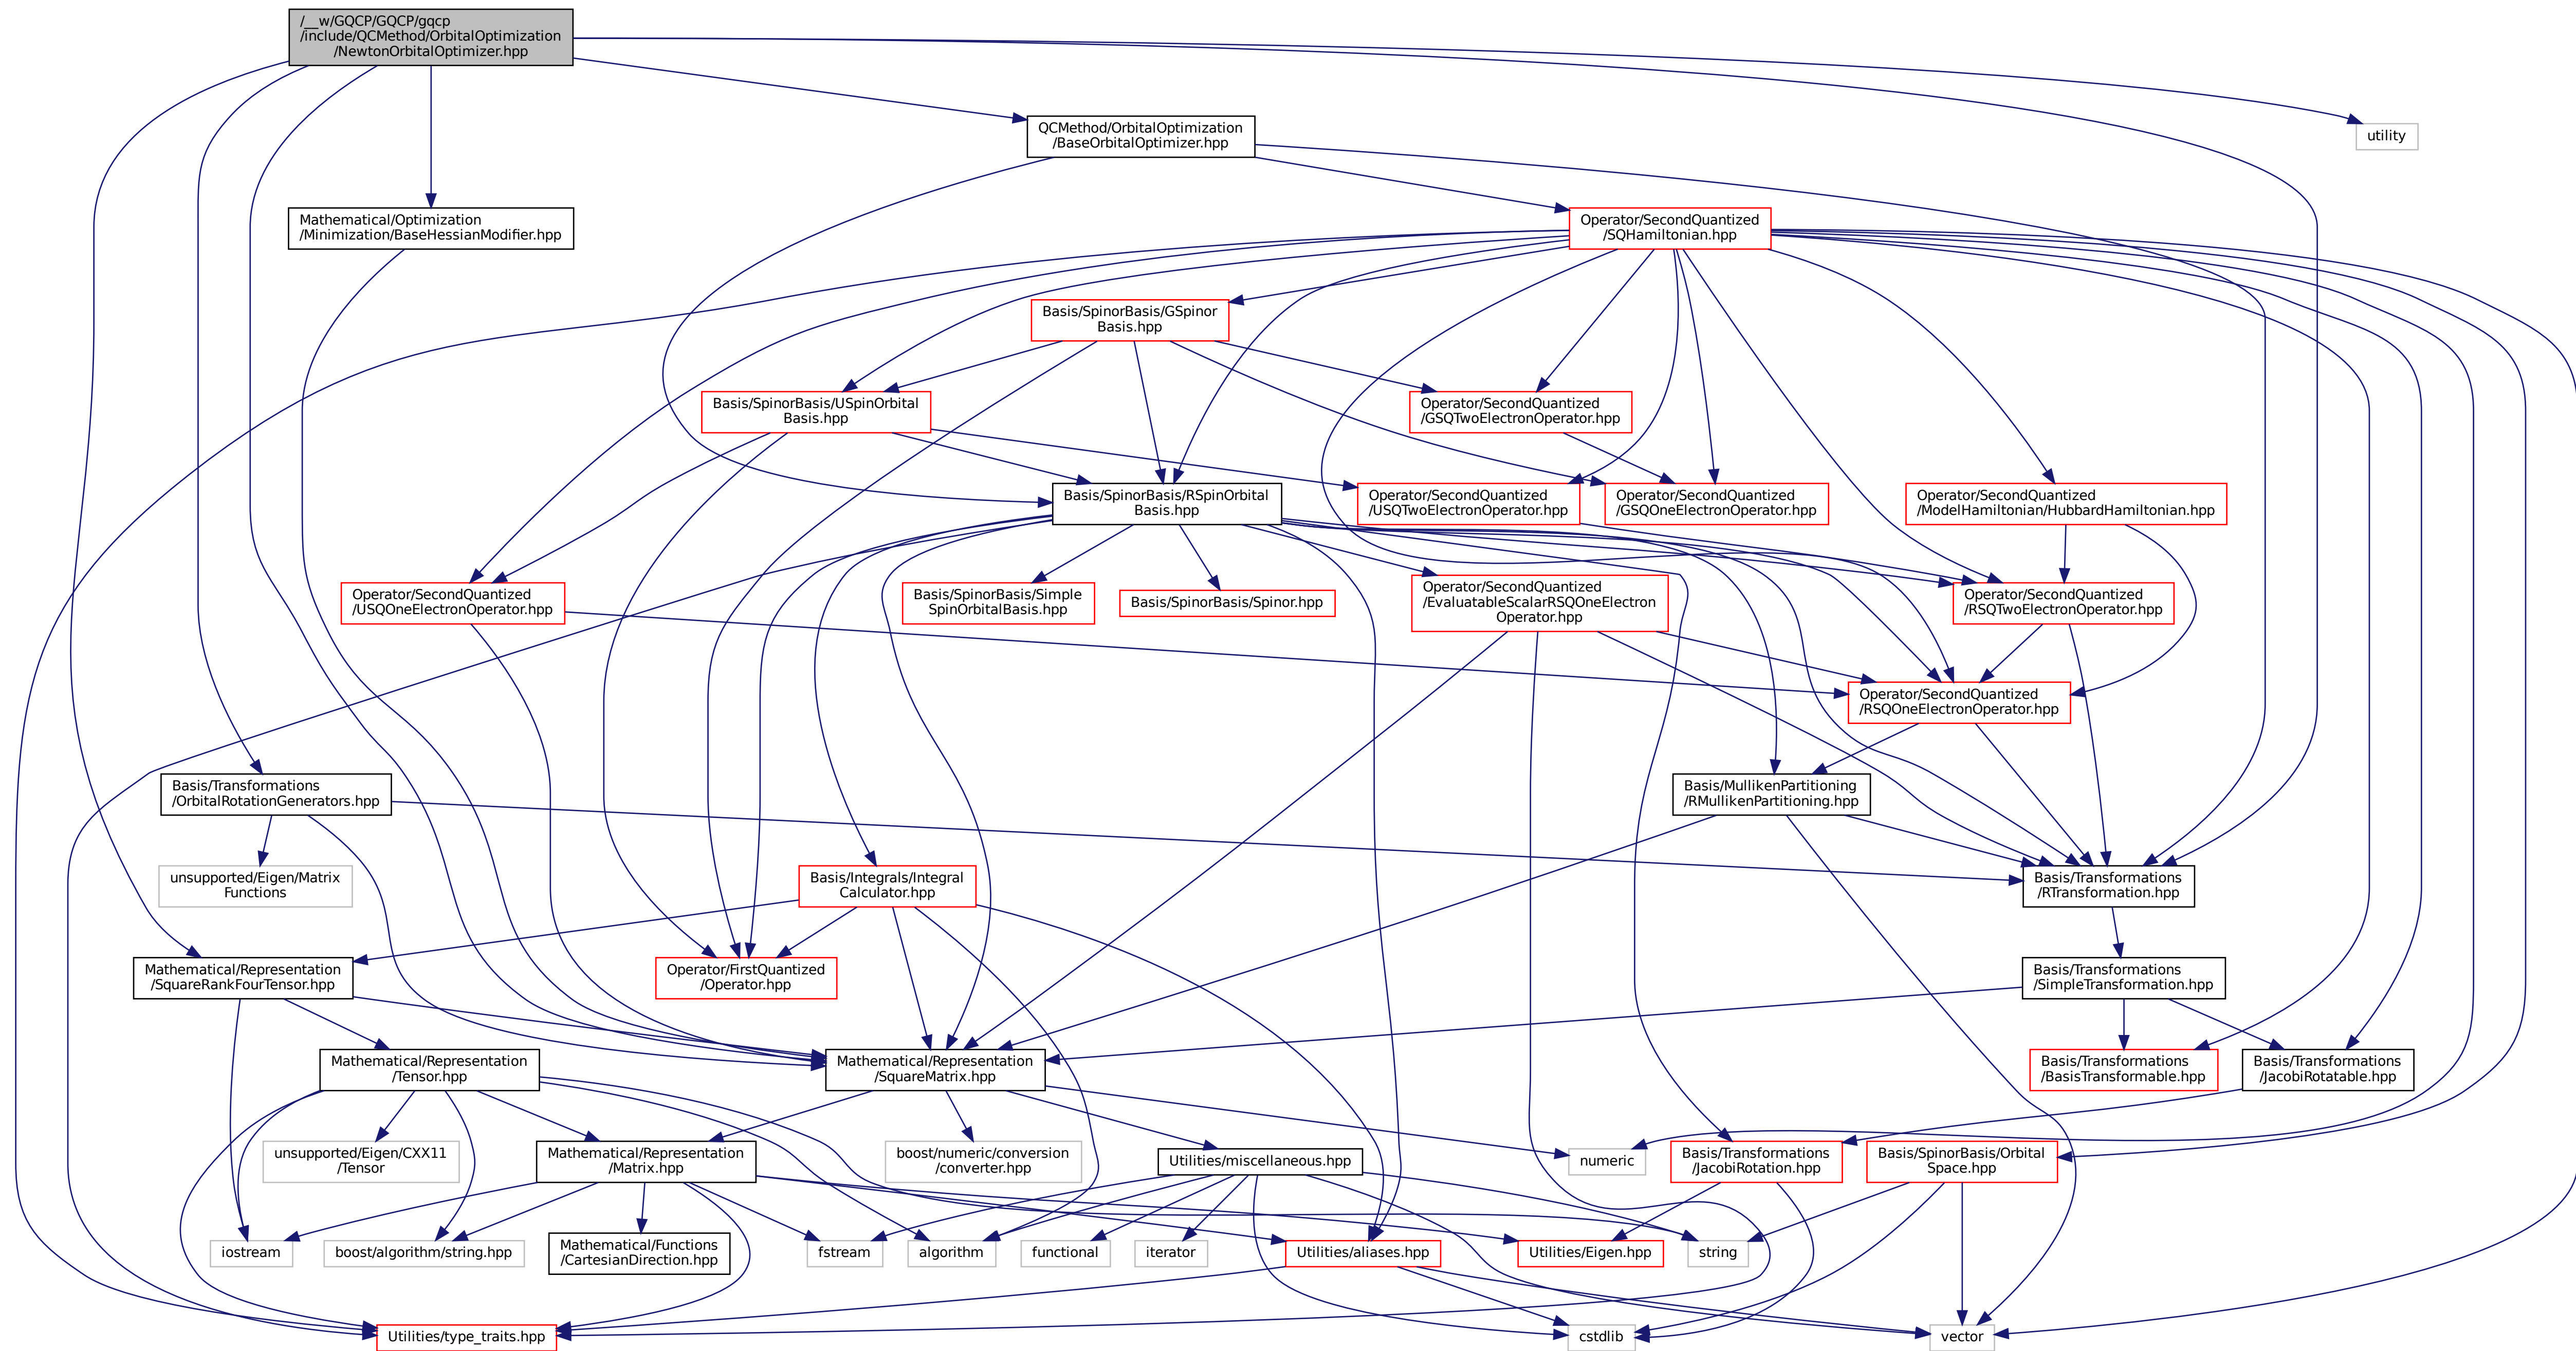 /__w/GQCP/GQCP/gqcp
/include/QCMethod/OrbitalOptimization
/NewtonOrbitalOptimizer.hpp
QCMethod/OrbitalOptimization
/BaseOrbitalOptimizer.hpp
utility
Mathematical/Optimization
/Minimization/BaseHessianModifier.hpp
Operator/SecondQuantized
/SQHamiltonian.hpp
Basis/SpinorBasis/GSpinor
Basis.hpp
Basis/SpinorBasis/USpinOrbital
Basis.hpp
Operator/SecondQuantized
/GSQTwoElectronOperator.hpp
Basis/SpinorBasis/RSpinOrbital
Basis.hpp
Operator/SecondQuantized
/USQTwoElectronOperator.hpp
Operator/SecondQuantized
/GSQOneElectronOperator.hpp
Operator/SecondQuantized
/ModelHamiltonian/HubbardHamiltonian.hpp
Operator/SecondQuantized
/USQOneElectronOperator.hpp
Basis/SpinorBasis/Simple
SpinOrbitalBasis.hpp
Basis/SpinorBasis/Spinor.hpp
Operator/SecondQuantized
/EvaluatableScalarRSQOneElectron
Operator.hpp
Operator/SecondQuantized
/RSQTwoElectronOperator.hpp
Operator/SecondQuantized
/RSQOneElectronOperator.hpp
Basis/Transformations
/OrbitalRotationGenerators.hpp
Basis/MullikenPartitioning
/RMullikenPartitioning.hpp
unsupported/Eigen/Matrix
Functions
Basis/Integrals/Integral
Calculator.hpp
Basis/Transformations
/RTransformation.hpp
Mathematical/Representation
/SquareRankFourTensor.hpp
Operator/FirstQuantized
/Operator.hpp
Basis/Transformations
/SimpleTransformation.hpp
Mathematical/Representation
/Tensor.hpp
Mathematical/Representation
/SquareMatrix.hpp
Basis/Transformations
/BasisTransformable.hpp
Basis/Transformations
/JacobiRotatable.hpp
unsupported/Eigen/CXX11
/Tensor
Mathematical/Representation
/Matrix.hpp
boost/numeric/conversion
/converter.hpp
Utilities/miscellaneous.hpp
numeric
Basis/Transformations
/JacobiRotation.hpp
Basis/SpinorBasis/Orbital
Space.hpp
iostream
boost/algorithm/string.hpp
Mathematical/Functions
/CartesianDirection.hpp
fstream
algorithm
functional
iterator
Utilities/aliases.hpp
Utilities/Eigen.hpp
string
Utilities/type_traits.hpp
cstdlib
vector